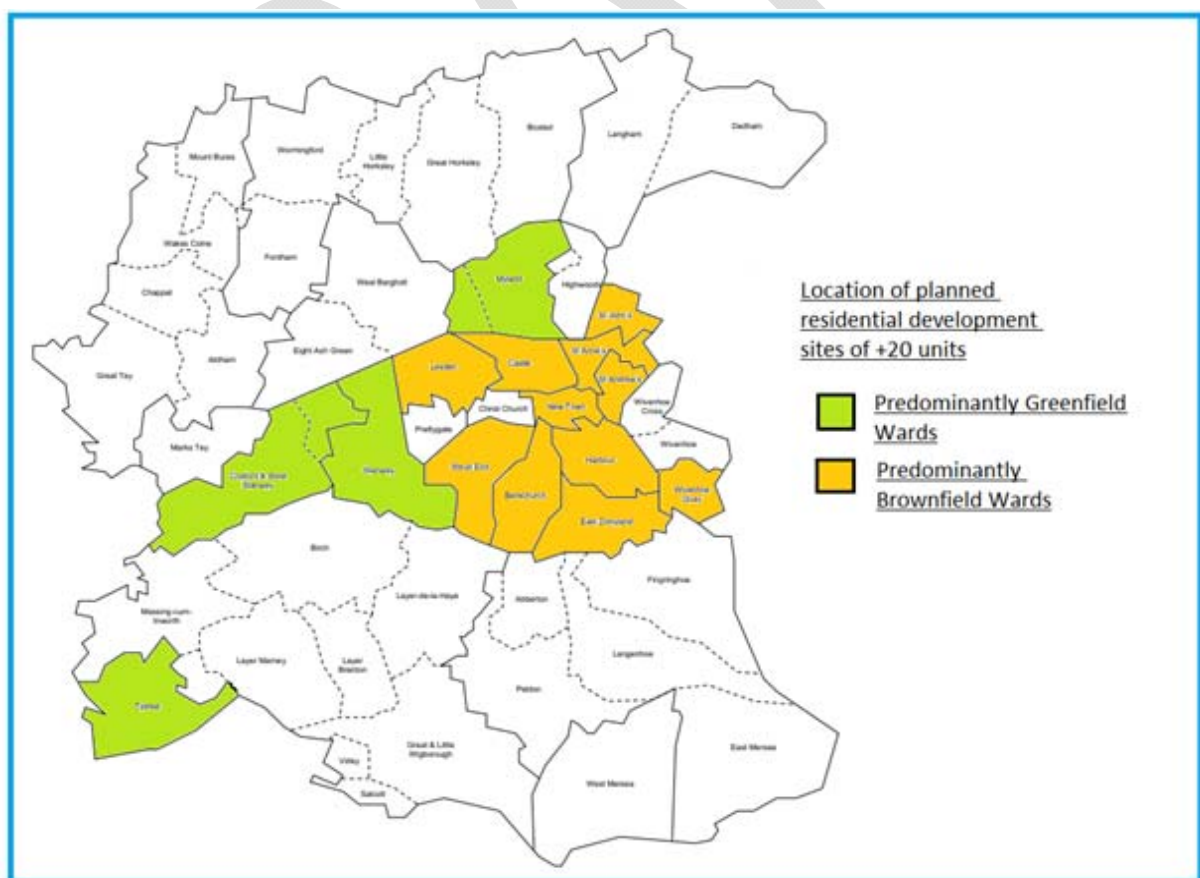 Boxted
Langham
Dedham
Mount Bures
Wormingford
Little
Horkesley
Great Horkesley
Wakes Colne
Fordham
West Bergholt
Mile End
Highwoods
Chappel
Aldham
Eight Ash Green
Great Tey
Marks Tey
Lexden
Castle
St John's
St Anne's
St Andrew's
Prettygate
Christ Church
New Town
Wivenhoe
Cross
Wivenhoe
Copford & West
Stanway
Stanway
Shrub End
Berechurch
Harbour
East Donyland
Wivenhoe
Quay
Birch
Messing-cum-
Inworth
Layer-de-la-Haye
Abberton
Fingringhoe
Tiptree
Layer Marney
Layer
Breton
Peldon
Langenhoe
Great & Little
Wigborough
Virley
Salcott
West Mersea
East Mersea
Location of planned
residential development
sites of +20 units
Predominantly Greenfield
Wards
Predominantly
Brownfield Wards